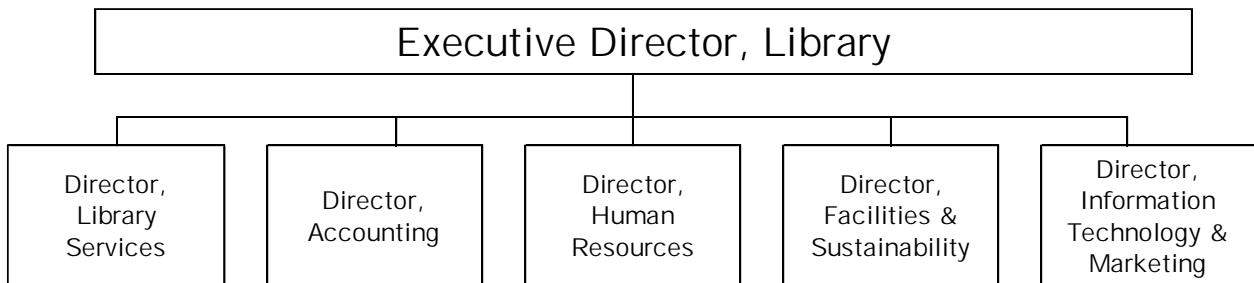 Executive Director, Library
Director,
Library
Services
Director,
Accounting
Director,
Human
Resources
Director,
Facilities &
Sustainability
Director,
Information
Technology &
Marketing